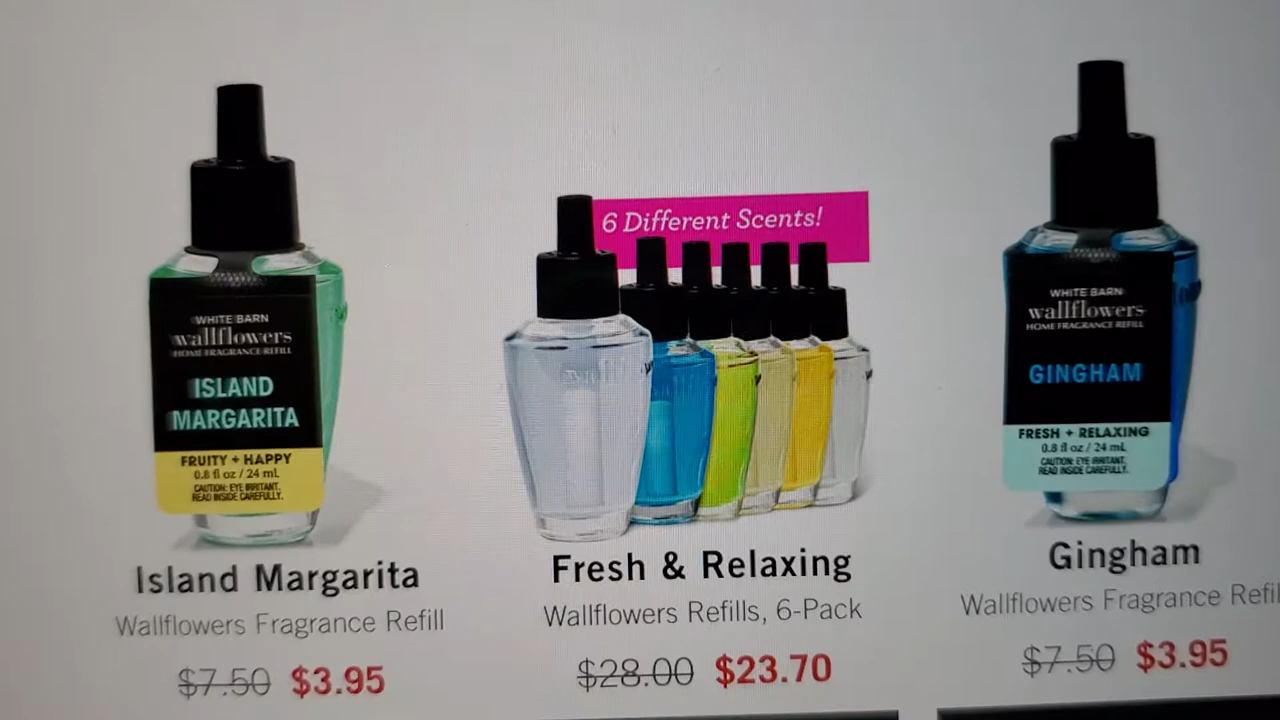 WHITE BARN
wallflowers
HOME FRAGRANCE REFILL
ISLAND
MARGARITA
FRUITY + HAPPY
0.8 fl oz / 24 mL
CAUTION: EYE IRRITANT.
READ INSIDE CAREFULLY.
Island Margarita
Wallflowers Fragrance Refill
$7.50 $3.95
6 Different Scents!
Fresh & Relaxing
Wallflowers Refills, 6-Pack
$28.00 $23.70
WHITE BARN
wallflowers
HOME FRAGRANCE REFILL
GINGHAM
FRESH + RELAXING
0.8 fl oz / 24 mL
CAUTION: EYE IRRITANT.
READ INSIDE CAREFULLY.
Gingham
Wallflowers Fragrance Refil
$7.50 $3.95